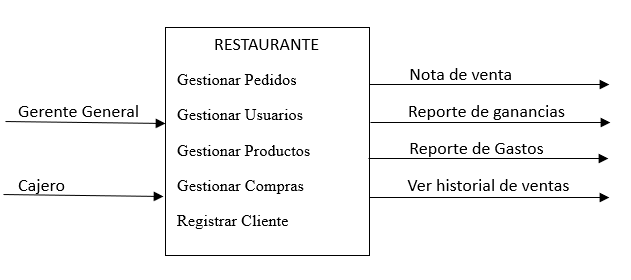 RESTAURANTE
Gestionar Pedidos
Gestionar Usuarios
Gestionar Productos
Gestionar Compras
Registrar Cliente
Gerente General
Cajero
Nota de venta
Reporte de ganancias
Reporte de Gastos
Ver historial de ventas